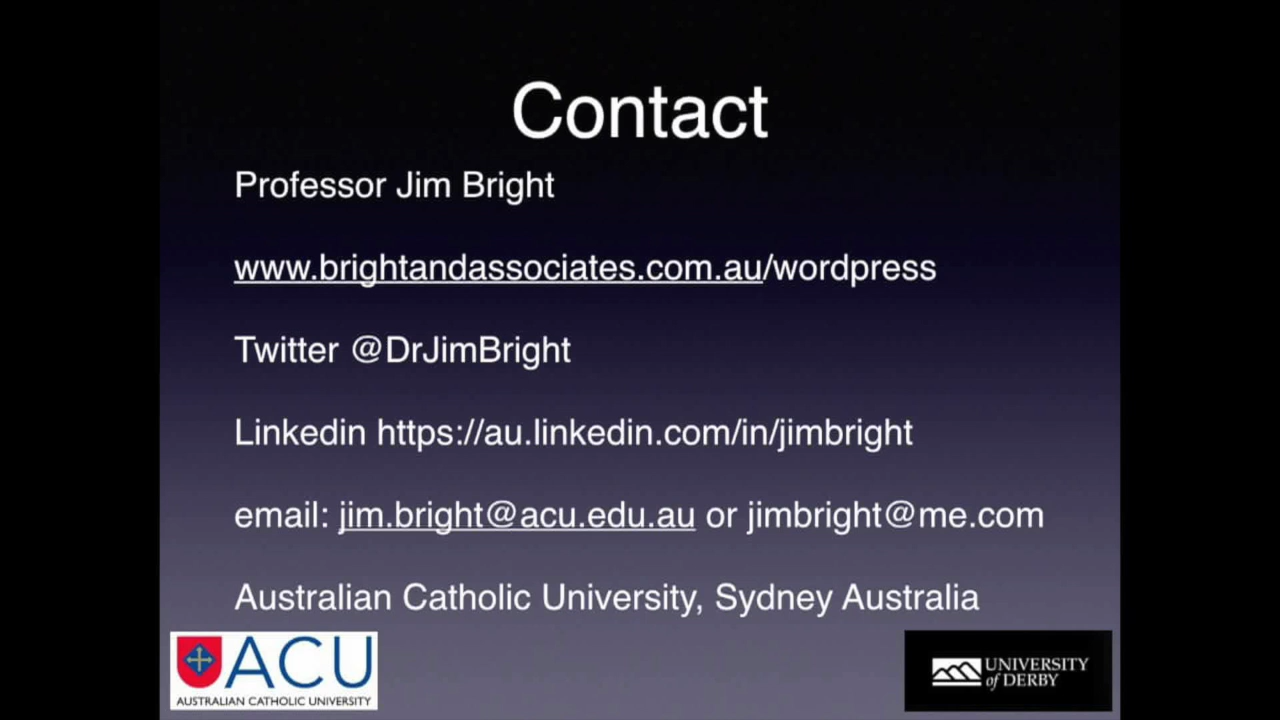 Contact
Professor Jim Bright
www.brightandassociates.com.au/wordpress
Twitter @DrJimBright
Linkedin https://au.linkedin.com/in/jimbright
email: jim.bright@acu.edu.au or jimbright@me.com
Australian Catholic University, Sydney Australia
ACU
AUSTRALIAN CATHOLIC UNIVERSITY
UNIVERSITY
of DERBY